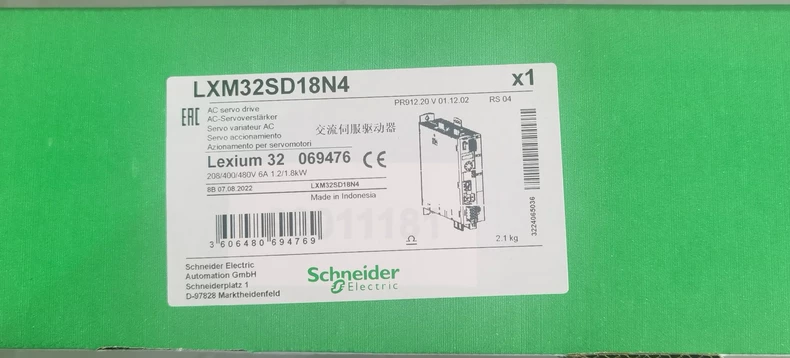 LXM32SD18N4
x1
EAC
AC servo drive
PR912.20 V 01.12.02
RS 04
AC-Servoverstärker
Servo variateur AC
交流伺服驱动器
Servo accionamiento
Azionamento per servomotori
Lexium 32 069476 CE
208/400/480V 6A 1.2/1.8kW
8B 07.08.2022
LXM32SD18N4
Made in Indonesia
3 606480 694769
2.1 kg
3224065036
Schneider Electric
Automation GmbH
Schneiderplatz 1
D-97828 Marktheidenfeld
Schneider
Electric